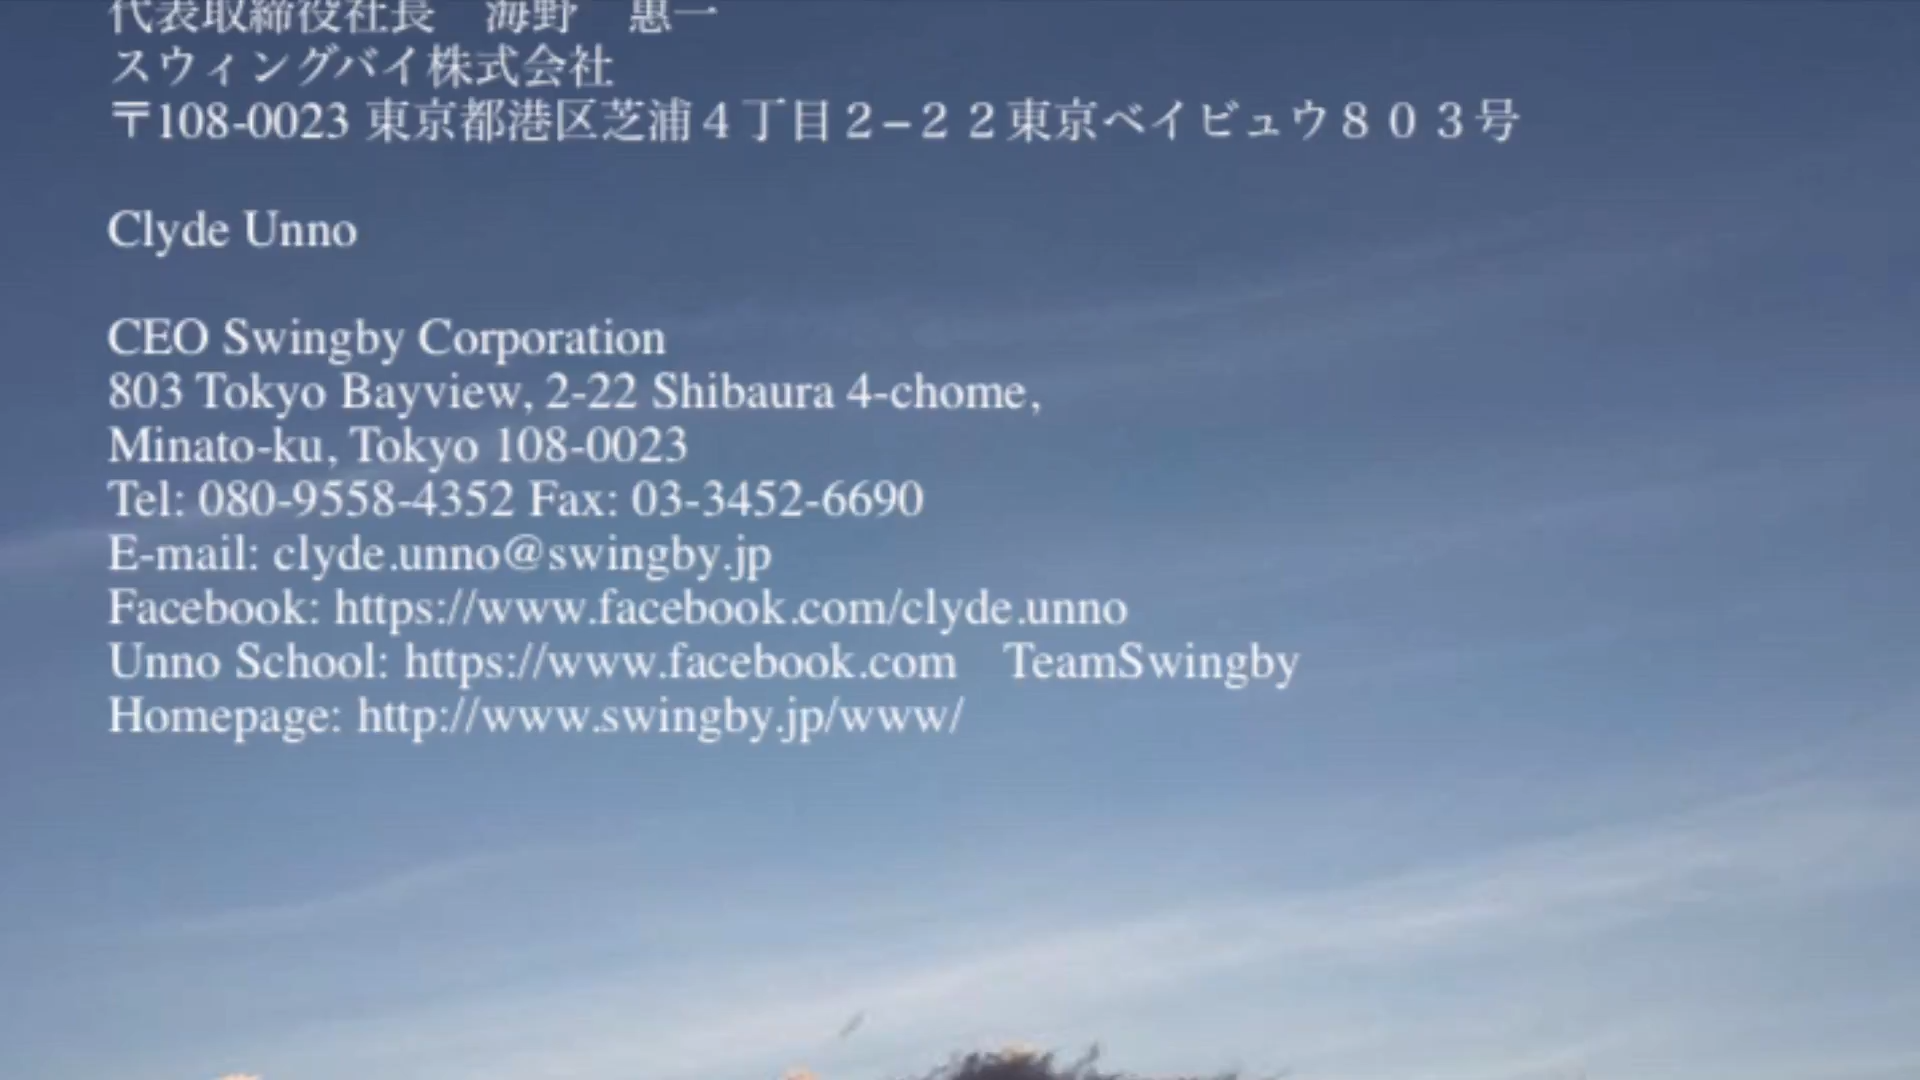 代表取締役社長　海野　惠一
スウィングバイ株式会社
〒108-0023 東京都港区芝浦４丁目２−２２東京ベイビュウ８０３号
Clyde Unno
CEO Swingby Corporation
803 Tokyo Bayview, 2-22 Shibaura 4-chome,
Minato-ku, Tokyo 108-0023
Tel: 080-9558-4352 Fax: 03-3452-6690
E-mail: clyde.unno@swingby.jp
Facebook: https://www.facebook.com/clyde.unno
Unno School: https://www.facebook.com　TeamSwingby
Homepage: http://www.swingby.jp/www/